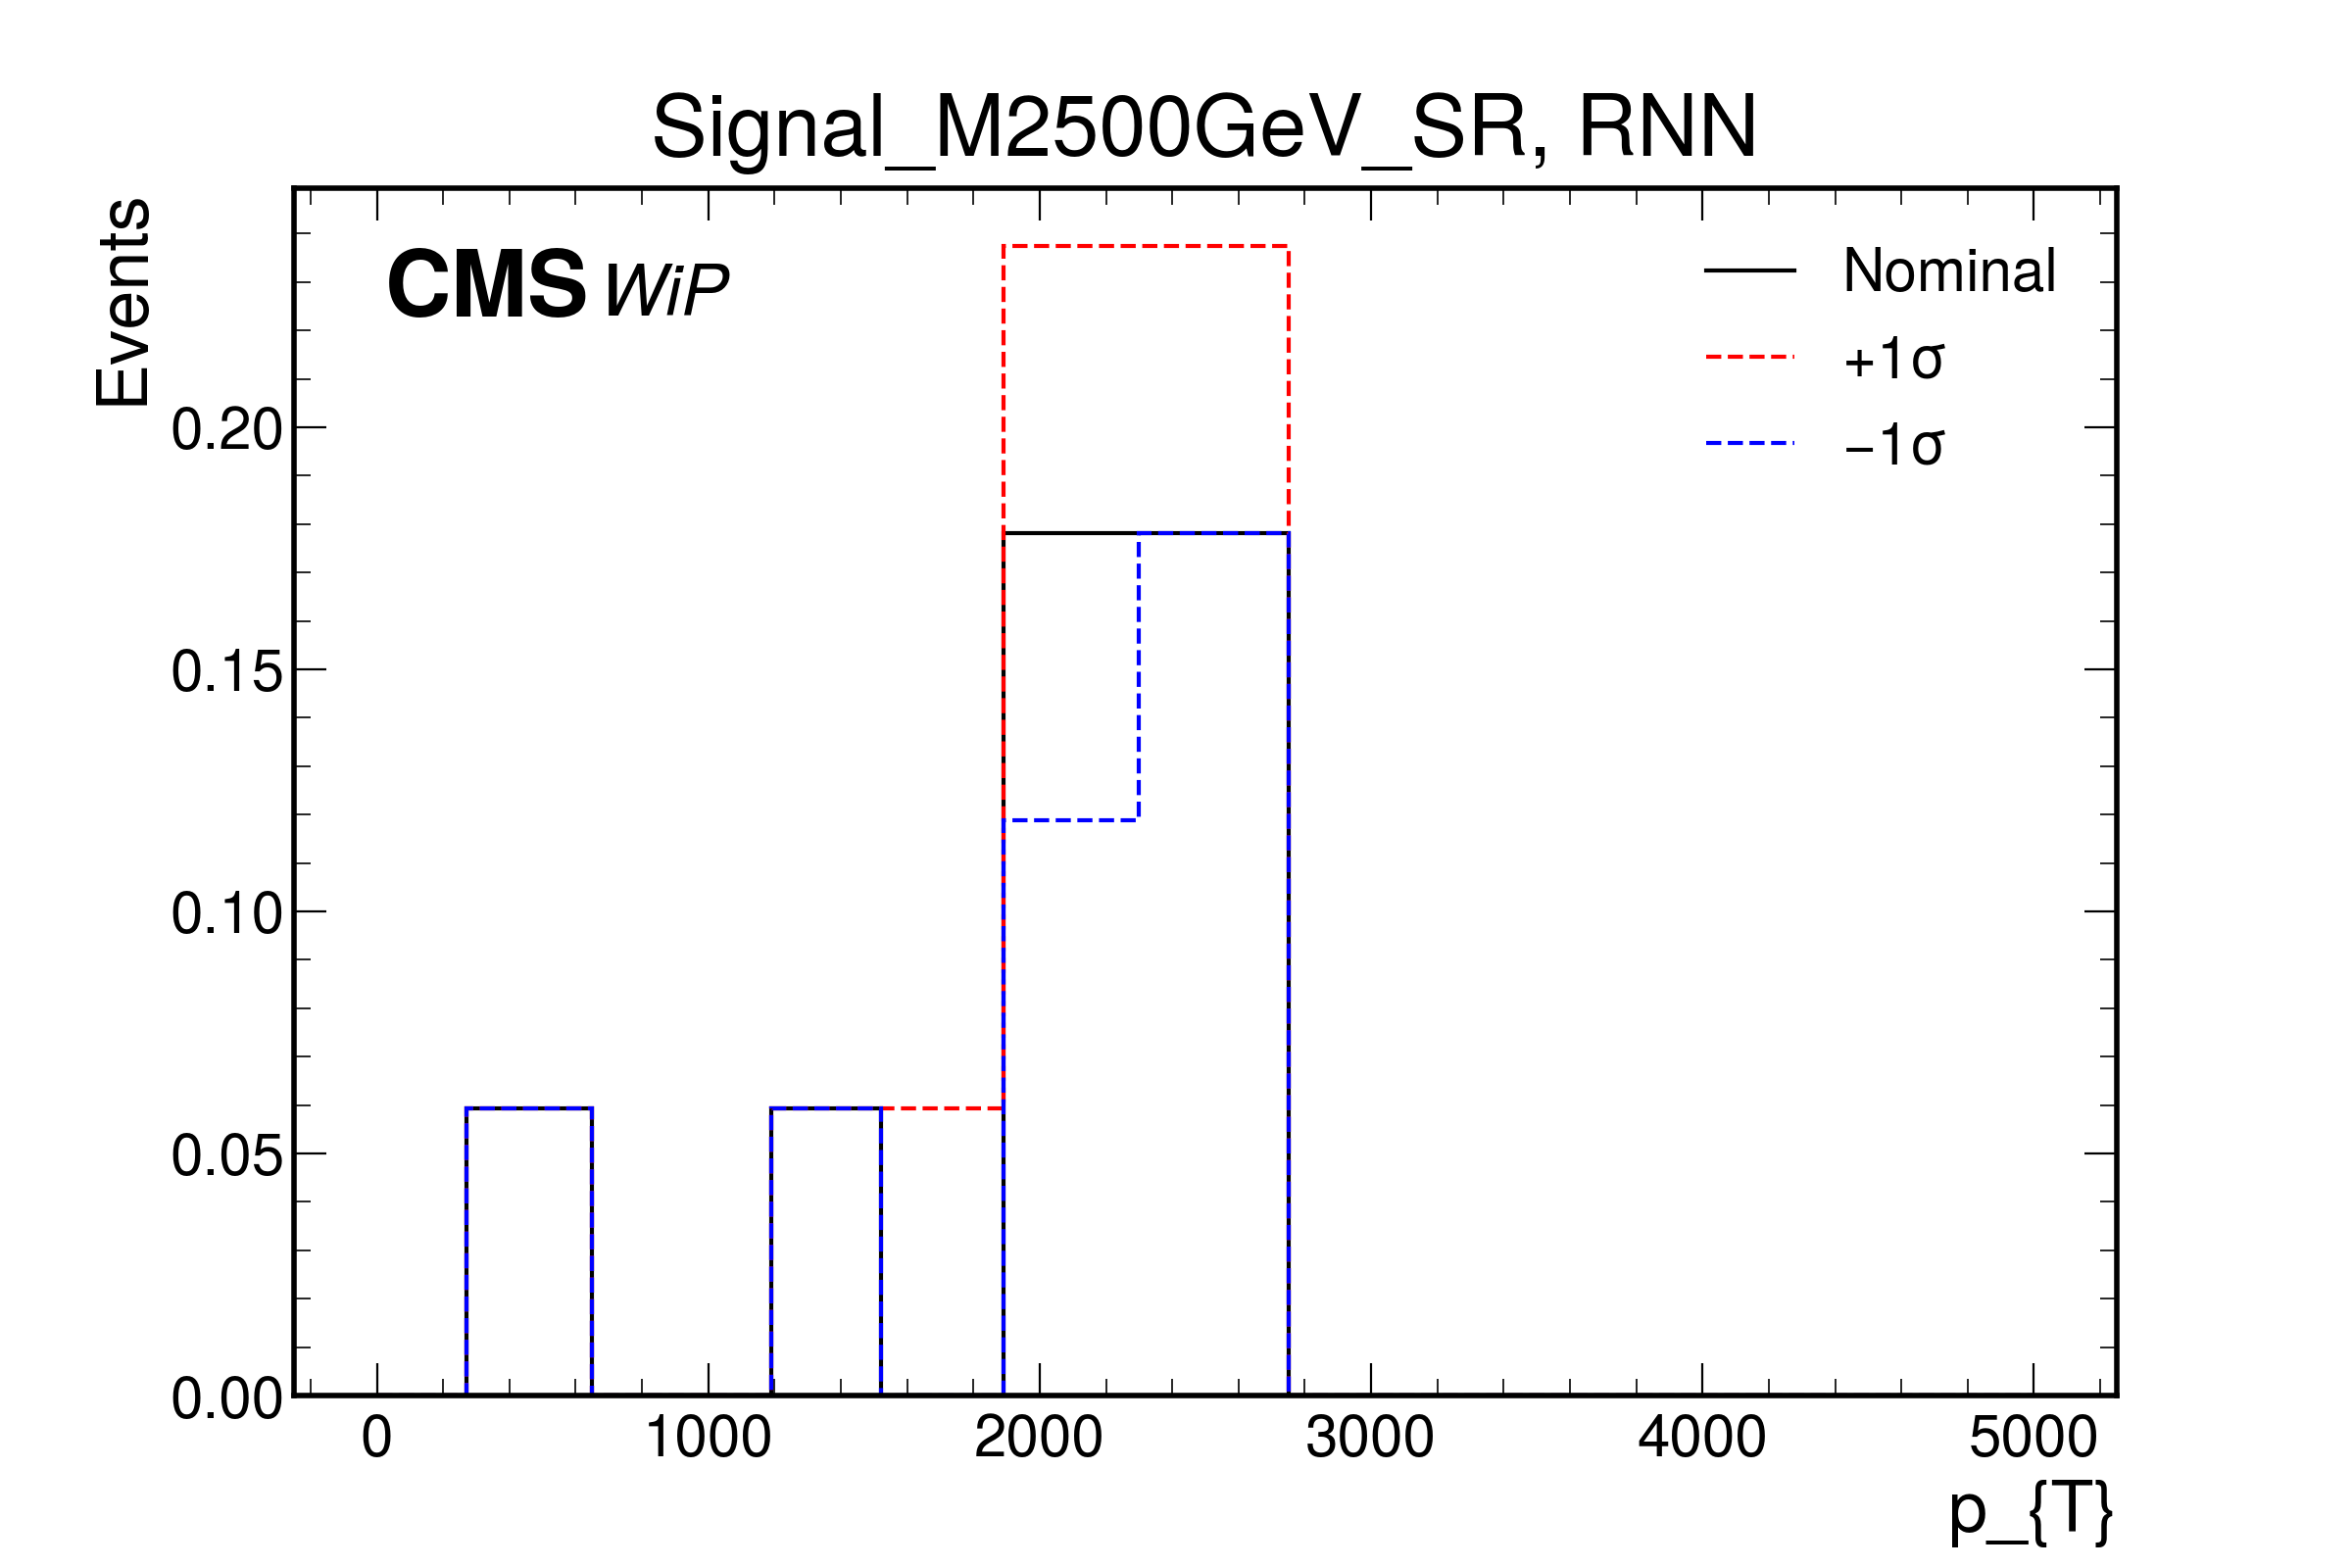 Signal_M2500GeV_SR, RNN
Events
CMS WiP
Nominal
+1σ
−1σ
0.20
0.15
0.10
0.05
0.00
0 1000 2000 3000 4000 5000
p_{T}